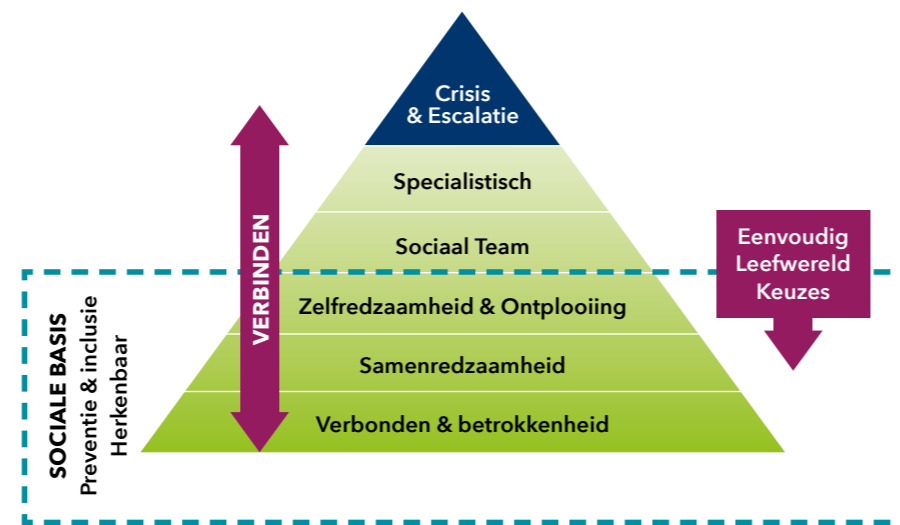 Crisis
& Escalatie
Specialistisch
Sociaal Team
Zelfredzaamheid & Ontplooiing
Samenredzaamheid
Verbonden & betrokkenheid
VERBINDEN
SOCIALE BASIS
Preventie & inclusie
Herkenbaar
Eenvoudig
Leefwereld
Keuzes